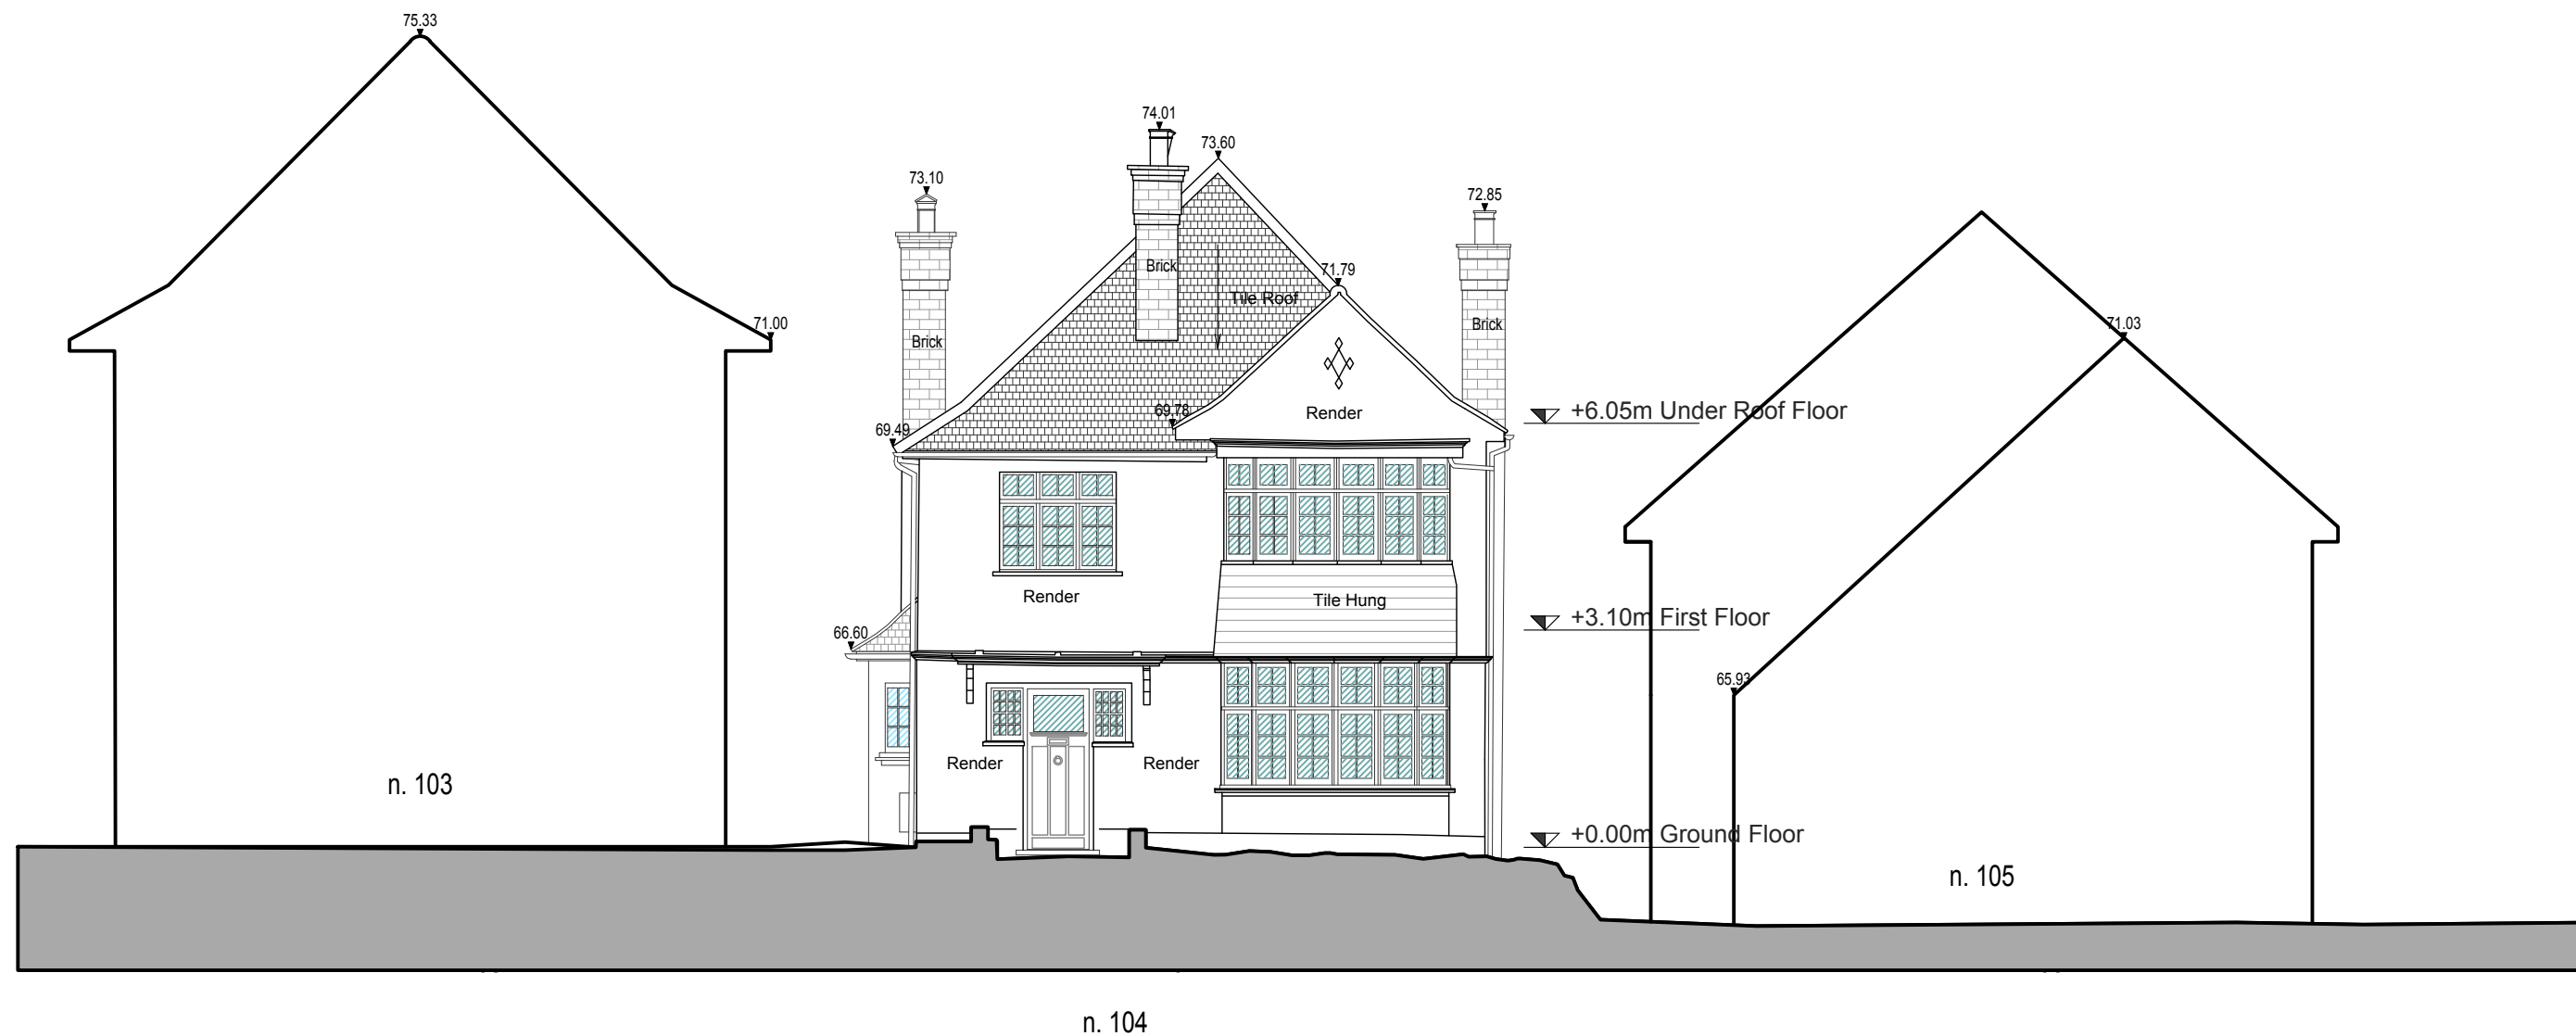 75.33
74.01
73.60
73.10
72.85
Brick
71.79
Tile Roof
71.00
Brick
71.03
Brick
69.78
Render
+6.05m Under Roof Floor
69.49
Render
Tile Hung
+3.10m First Floor
66.60
65.93
Render
Render
n. 103
+0.00m Ground Floor
n. 105
n. 104